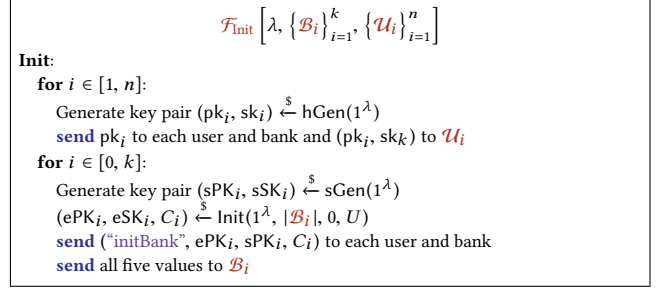 𝓕_Init [λ, {𝓑_i}_{i=1}^k, {𝓤_i}_{i=1}^n]
Init:
for i ∈ [1, n]:
Generate key pair (pk_i, sk_i) ←$ hGen(1^λ)
send pk_i to each user and bank and (pk_i, sk_k) to 𝓤_i
for i ∈ [0, k]:
Generate key pair (sPK_i, sSK_i) ←$ sGen(1^λ)
(ePK_i, eSK_i, C_i) ←$ Init(1^λ, |𝓑_i|, 0, U)
send (“initBank”, ePK_i, sPK_i, C_i) to each user and bank
send all five values to 𝓑_i